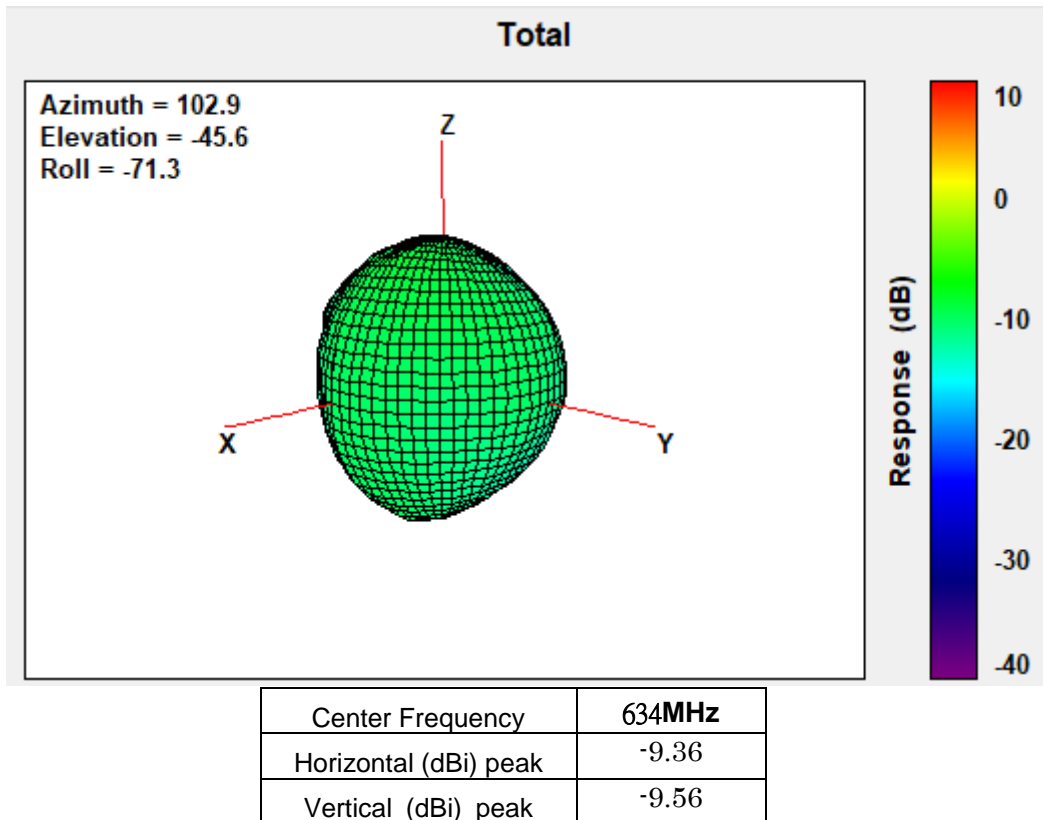 Total
Azimuth = 102.9
Elevation = -45.6
Roll = -71.3
Z
X
Y
10
0
-10
-20
-30
-40
Response (dB)
Center Frequency 634MHz
Horizontal (dBi) peak -9.36
Vertical (dBi) peak -9.56